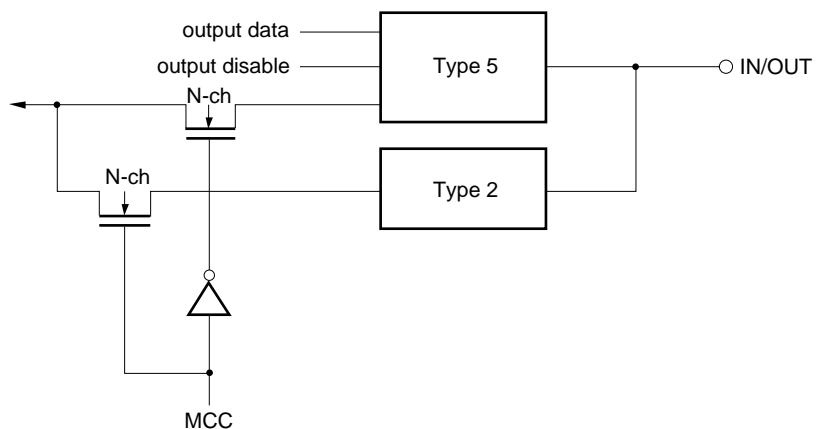 output data
output disable
Type 5
IN/OUT
N-ch
N-ch
Type 2
MCC